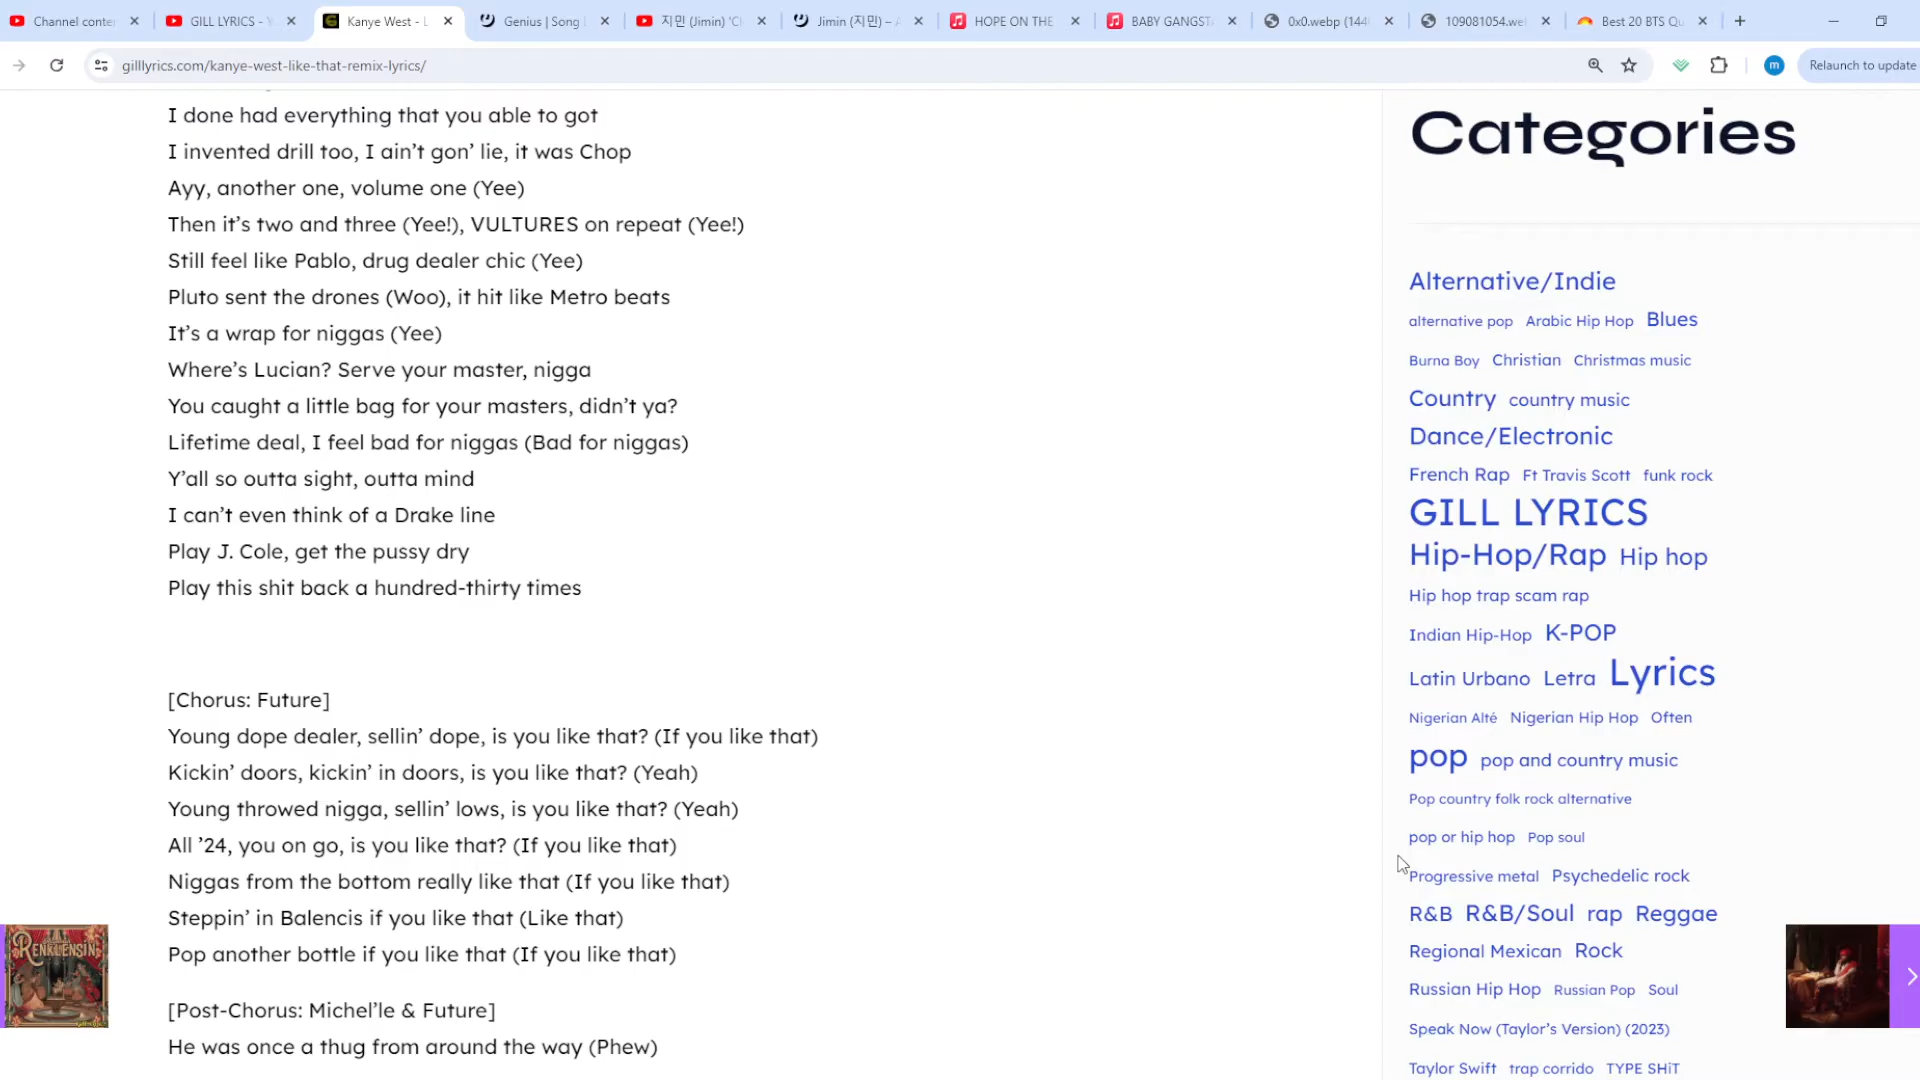 Channel conte
GILL LYRICS - Y
Kanye West - L
Genius | Song
지민 (Jimin) 'Cl
Jimin (지민) – A
HOPE ON THE
BABY GANGST
0x0.webp (144
109081054.we
Best 20 BTS Qu
gilllyrics.com/kanye-west-like-that-remix-lyrics/
m
Relaunch to update
I done had everything that you able to got
I invented drill too, I ain’t gon’ lie, it was Chop
Ayy, another one, volume one (Yee)
Then it’s two and three (Yee!), VULTURES on repeat (Yee!)
Still feel like Pablo, drug dealer chic (Yee)
Pluto sent the drones (Woo), it hit like Metro beats
It’s a wrap for niggas (Yee)
Where’s Lucian? Serve your master, nigga
You caught a little bag for your masters, didn’t ya?
Lifetime deal, I feel bad for niggas (Bad for niggas)
Y’all so outta sight, outta mind
I can’t even think of a Drake line
Play J. Cole, get the pussy dry
Play this shit back a hundred-thirty times
[Chorus: Future]
Young dope dealer, sellin’ dope, is you like that? (If you like that)
Kickin’ doors, kickin’ in doors, is you like that? (Yeah)
Young throwed nigga, sellin’ lows, is you like that? (Yeah)
All ’24, you on go, is you like that? (If you like that)
Niggas from the bottom really like that (If you like that)
Steppin’ in Balencis if you like that (Like that)
Pop another bottle if you like that (If you like that)
[Post-Chorus: Michel’le & Future]
He was once a thug from around the way (Phew)
RENKLENSIN
Categories
Alternative/Indie
alternative pop Arabic Hip Hop Blues
Burna Boy Christian Christmas music
Country country music
Dance/Electronic
French Rap Ft Travis Scott funk rock
GILL LYRICS
Hip-Hop/Rap Hip hop
Hip hop trap scam rap
Indian Hip-Hop K-POP
Latin Urbano Letra Lyrics
Nigerian Alté Nigerian Hip Hop Often
pop pop and country music
Pop country folk rock alternative
pop or hip hop Pop soul
Progressive metal Psychedelic rock
R&B R&B/Soul rap Reggae
Regional Mexican Rock
Russian Hip Hop Russian Pop Soul
Speak Now (Taylor’s Version) (2023)
Taylor Swift trap corrido TYPE SHiT